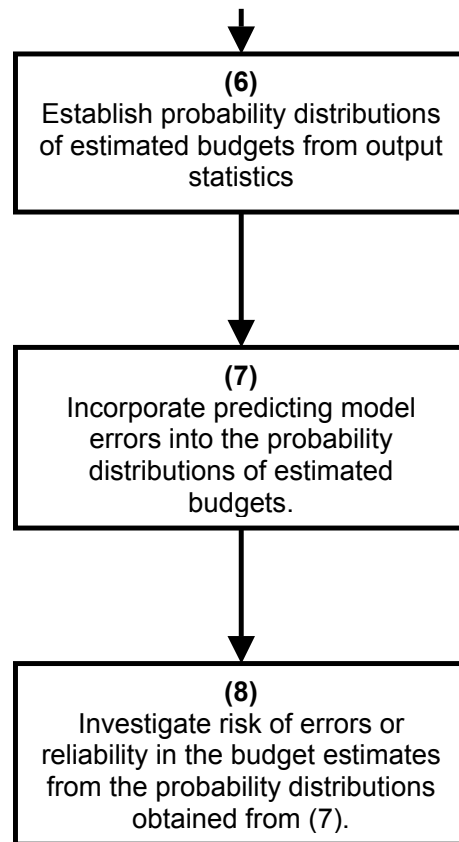 (6)
Establish probability distributions
of estimated budgets from output
statistics
(7)
Incorporate predicting model
errors into the probability
distributions of estimated
budgets.
(8)
Investigate risk of errors or
reliability in the budget estimates
from the probability distributions
obtained from (7).